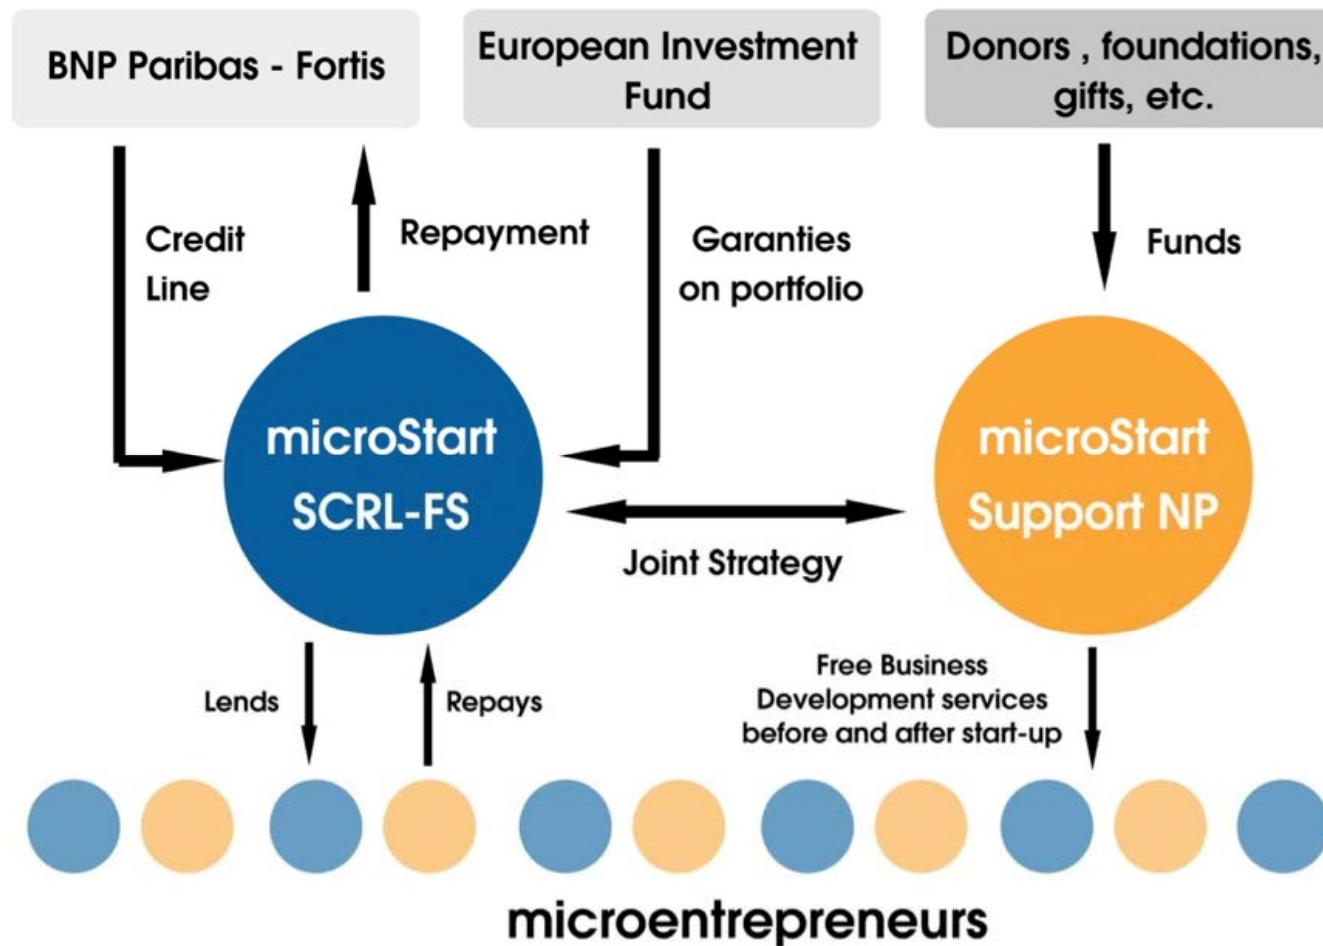 BNP Paribas - Fortis
European Investment
Fund
Donors , foundations,
gifts, etc.
Credit
Line
Repayment
Garanties
on portfolio
Funds
microStart
SCRL-FS
microStart
Support NP
Joint Strategy
Lends
Repays
Free Business
Development services
before and after start-up
microentrepreneurs